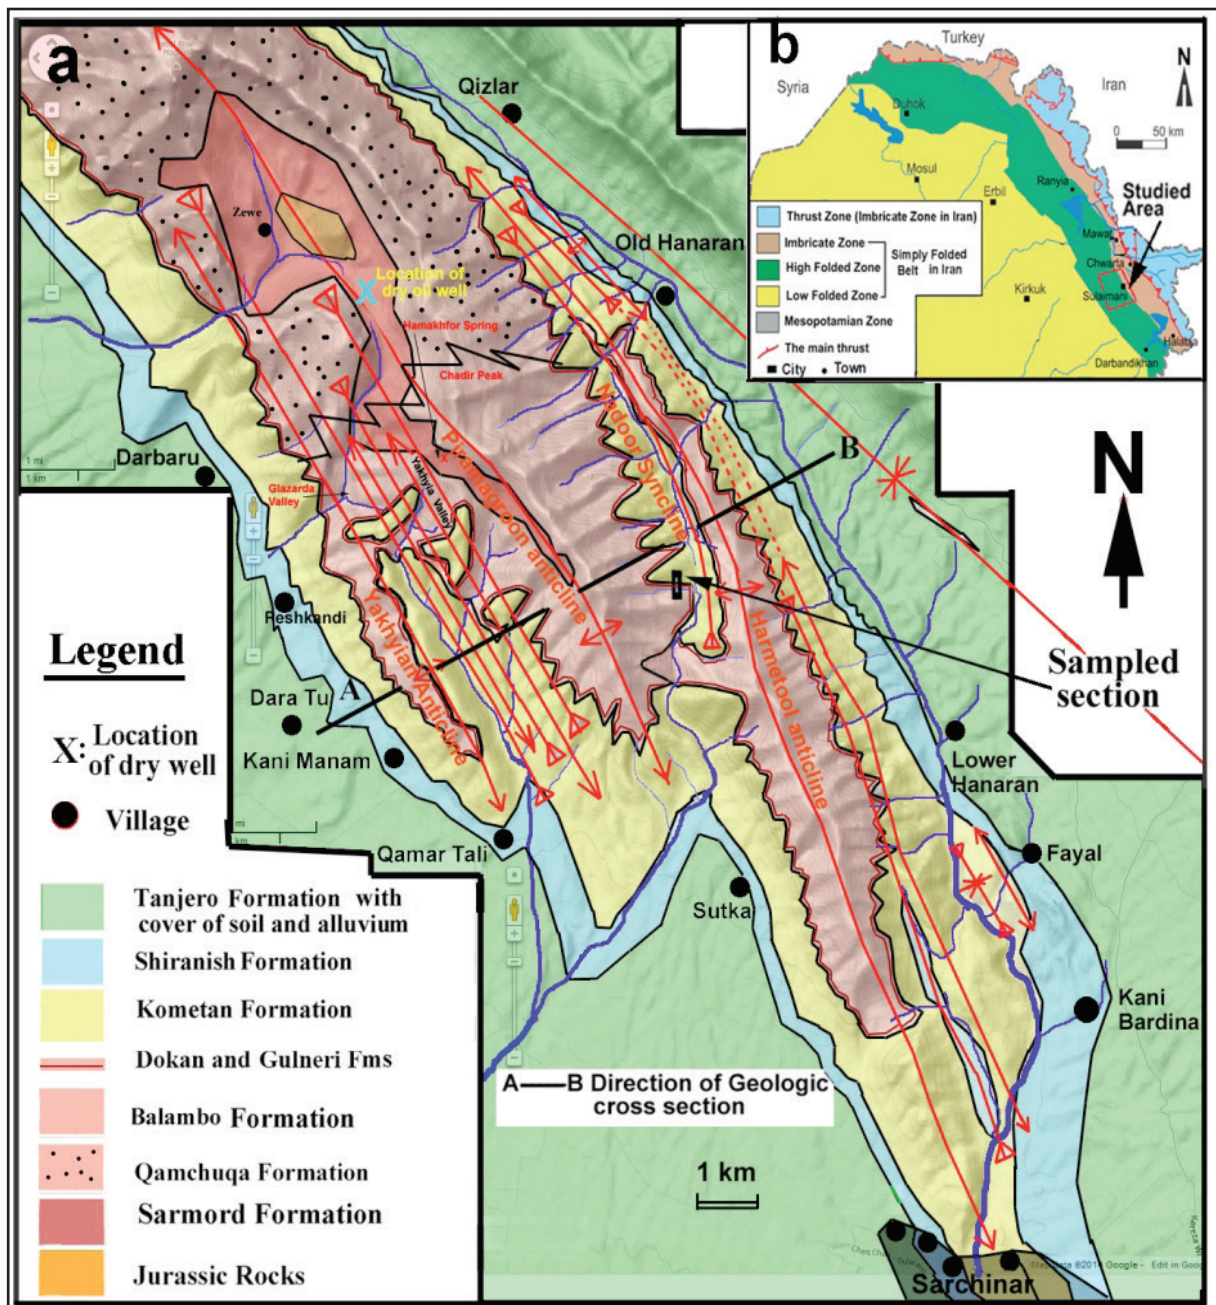 a
b
Turkey
Syria
Iran
N
0 50 km
Duhok
Mosul
Erbil
Ranyia
Mawat
Chwarta
Sulaimani
Kirkuk
Halabja
Darbandikhan
Studied
Area
Thrust Zone (Imbricate Zone in Iran)
Imbricate Zone
High Folded Zone
Low Folded Zone
Simply Folded
Belt in Iran
Mesopotamian Zone
The main thrust
City
Town
Qizlar
Zewe
Old Hanaran
Location of
dry oil well
X
Hamakhfor Spring
Chadir Peak
Darbaru
1 mi
1 km
Glazarda
Valley
Yakhyia Valley
Piramagroon anticline
Nadoor Syncline
Harmetool anticline
Yakhyian Anticline
B
A
N
Sampled
section
Peshkandi
Dara Tu
Kani Manam
Qamar Tali
Sutka
Lower
Hanaran
Fayal
Kani
Bardina
Sarchinar
A
B Direction of Geologic
cross section
1 km
Legend
X: Location
of dry well
Village
Tanjero Formation with
cover of soil and alluvium
Shiranish Formation
Kometan Formation
Dokan and Gulneri Fms
Balambo Formation
Qamchuqa Formation
Sarmord Formation
Jurassic Rocks